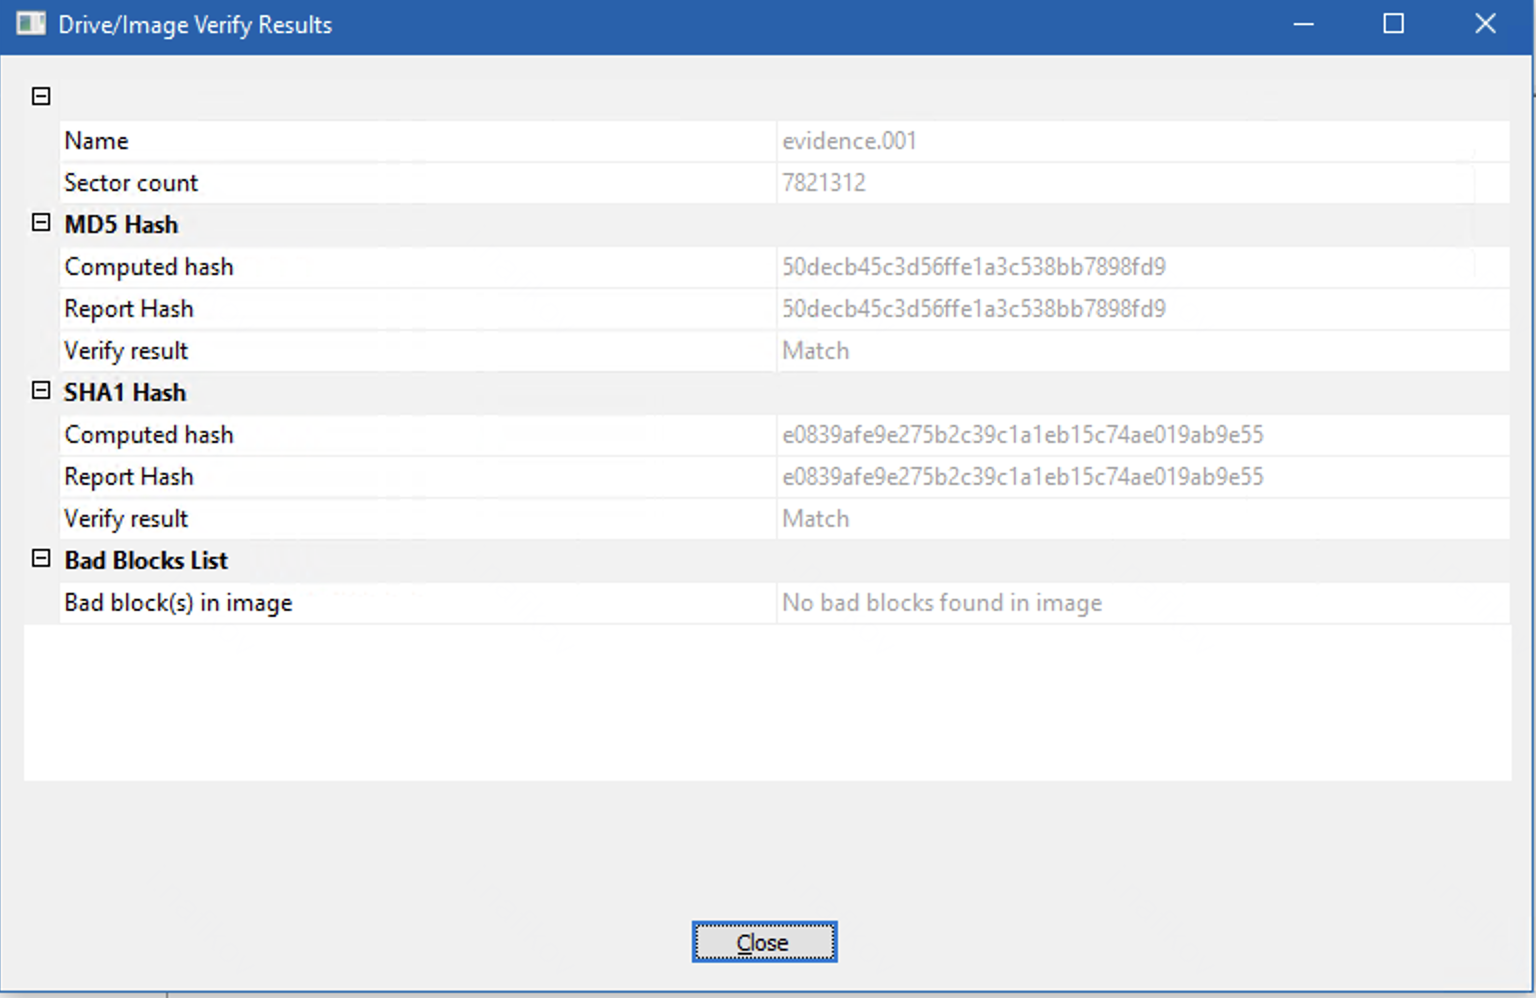 Drive/Image Verify Results
Name evidence.001
Sector count 7821312
MD5 Hash
Computed hash 50decb45c3d56ffe1a3c538bb7898fd9
Report Hash 50decb45c3d56ffe1a3c538bb7898fd9
Verify result Match
SHA1 Hash
Computed hash e0839afe9e275b2c39c1a1eb15c74ae019ab9e55
Report Hash e0839afe9e275b2c39c1a1eb15c74ae019ab9e55
Verify result Match
Bad Blocks List
Bad block(s) in image No bad blocks found in image
Close